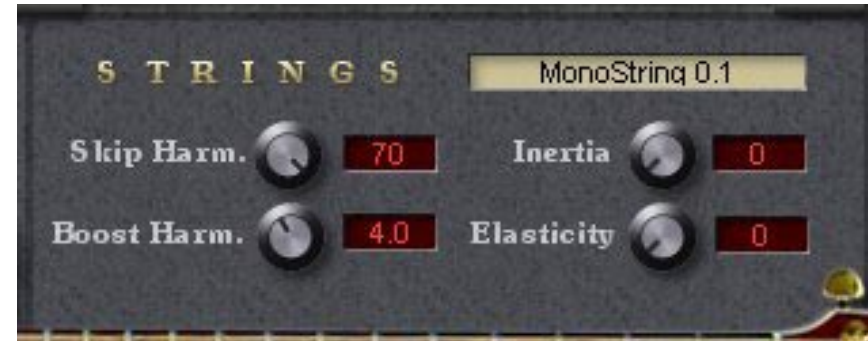 STRINGS MonoString 0.1
Skip Harm. 70 Inertia 0
Boost Harm. 4.0 Elasticity 0